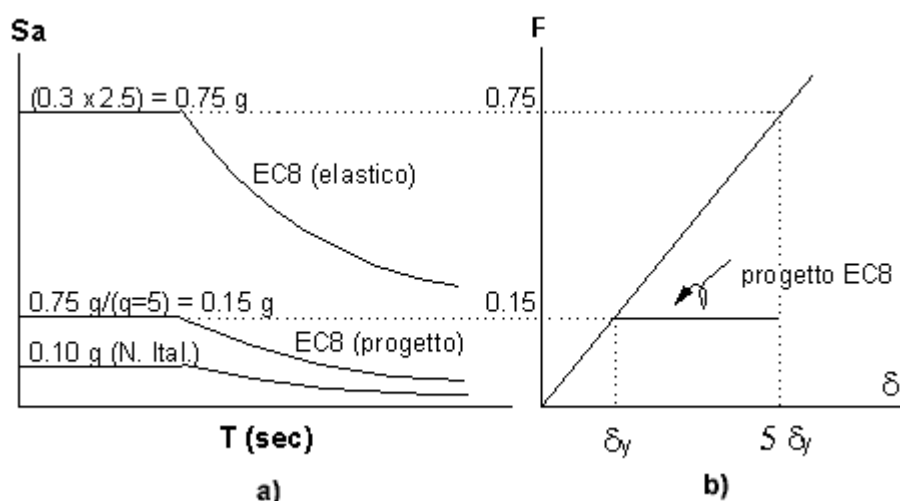 Sa
F
(0.3 x 2.5) = 0.75 g
0.75
EC8 (elastico)
progetto EC8
0.75 g/(q=5) = 0.15 g
0.15
EC8 (progetto)
0.10 g (N. Ital.)
δ
T (sec)
δy
5 δy
a)
b)